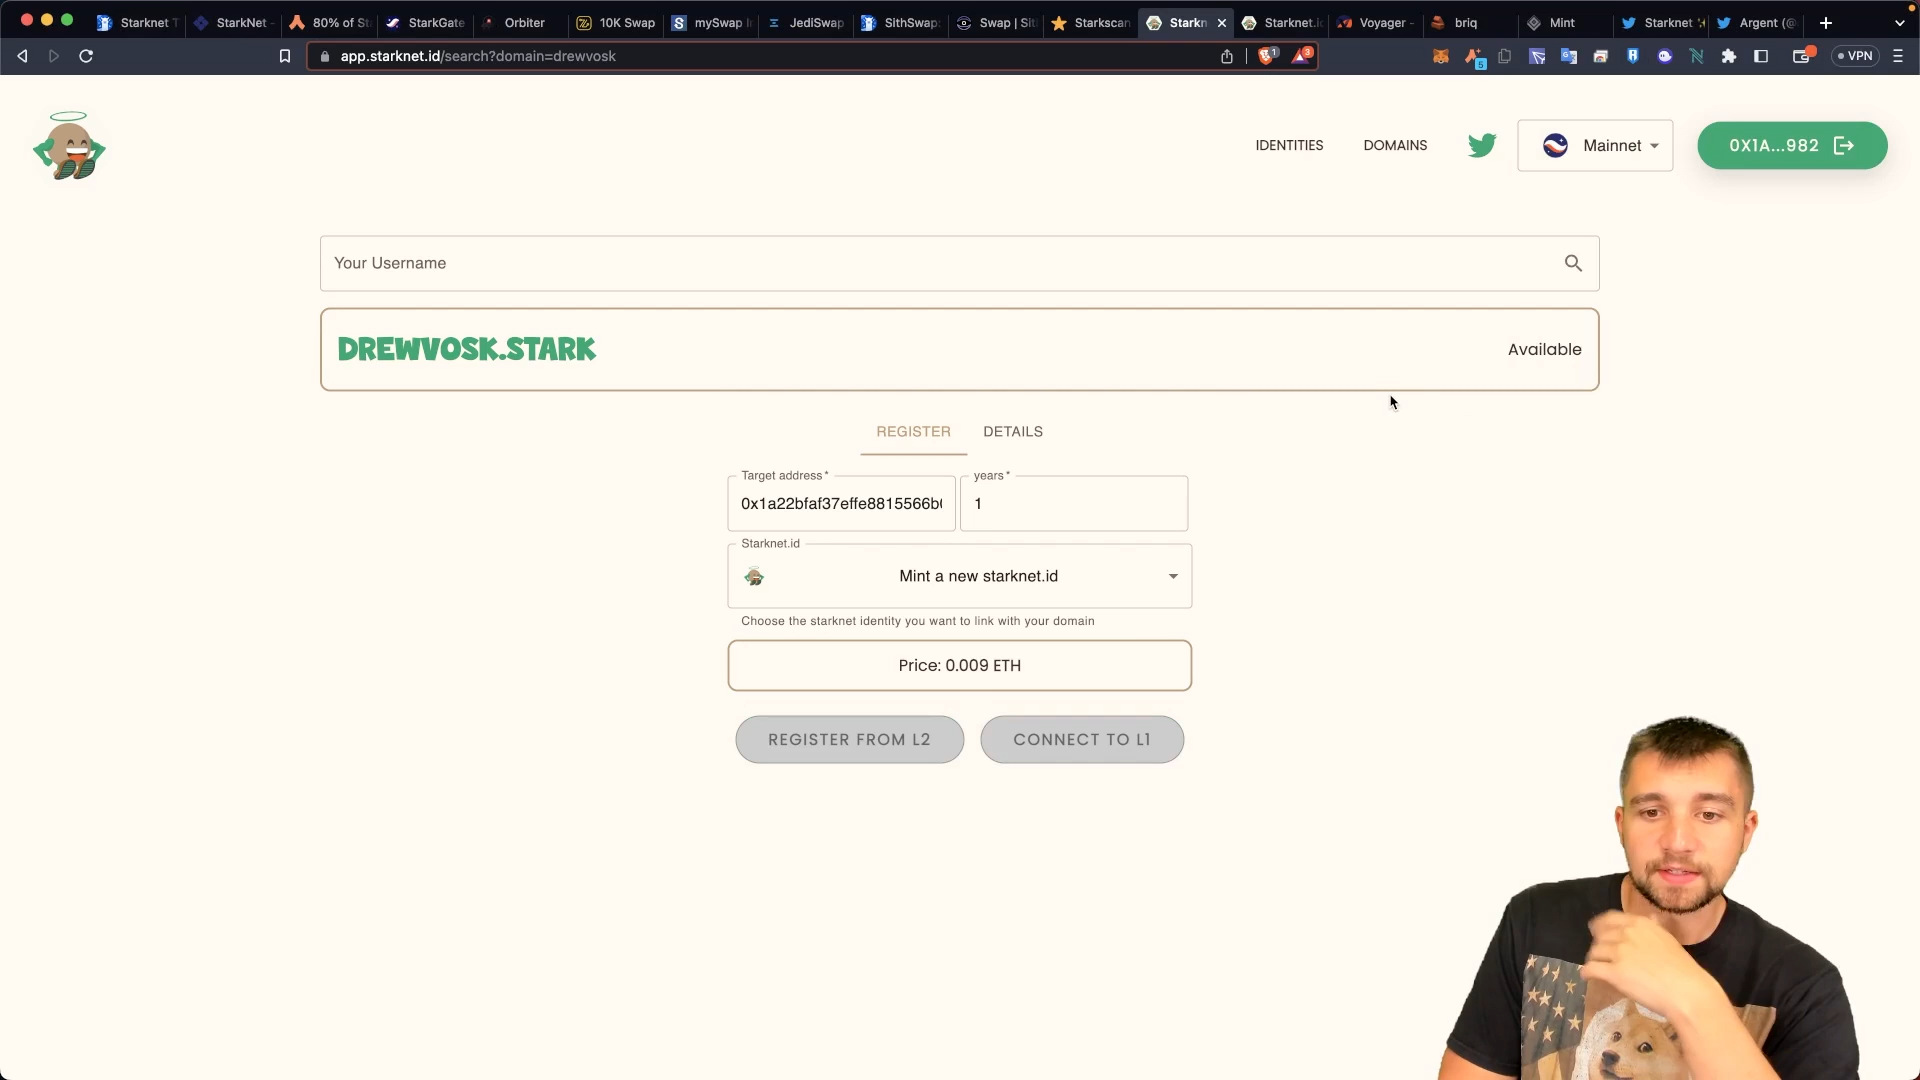 Starknet T
StarkNet -
80% of St
StarkGate
Orbiter
10K Swap
mySwap I
JediSwap
SithSwap
Swap | Sit
Starkscan
Starkn
Starknet.i
Voyager -
briq
Mint
Starknet
Argent (@
app.starknet.id/search?domain=drewvosk
1
3
5
VPN
IDENTITIES
DOMAINS
Mainnet
0X1A...982
Your Username
DREWVOSK.STARK
Available
REGISTER
DETAILS
Target address *
years *
0x1a22bfaf37effe8815566b
1
Starknet.id
Mint a new starknet.id
Choose the starknet identity you want to link with your domain
Price: 0.009 ETH
REGISTER FROM L2
CONNECT TO L1